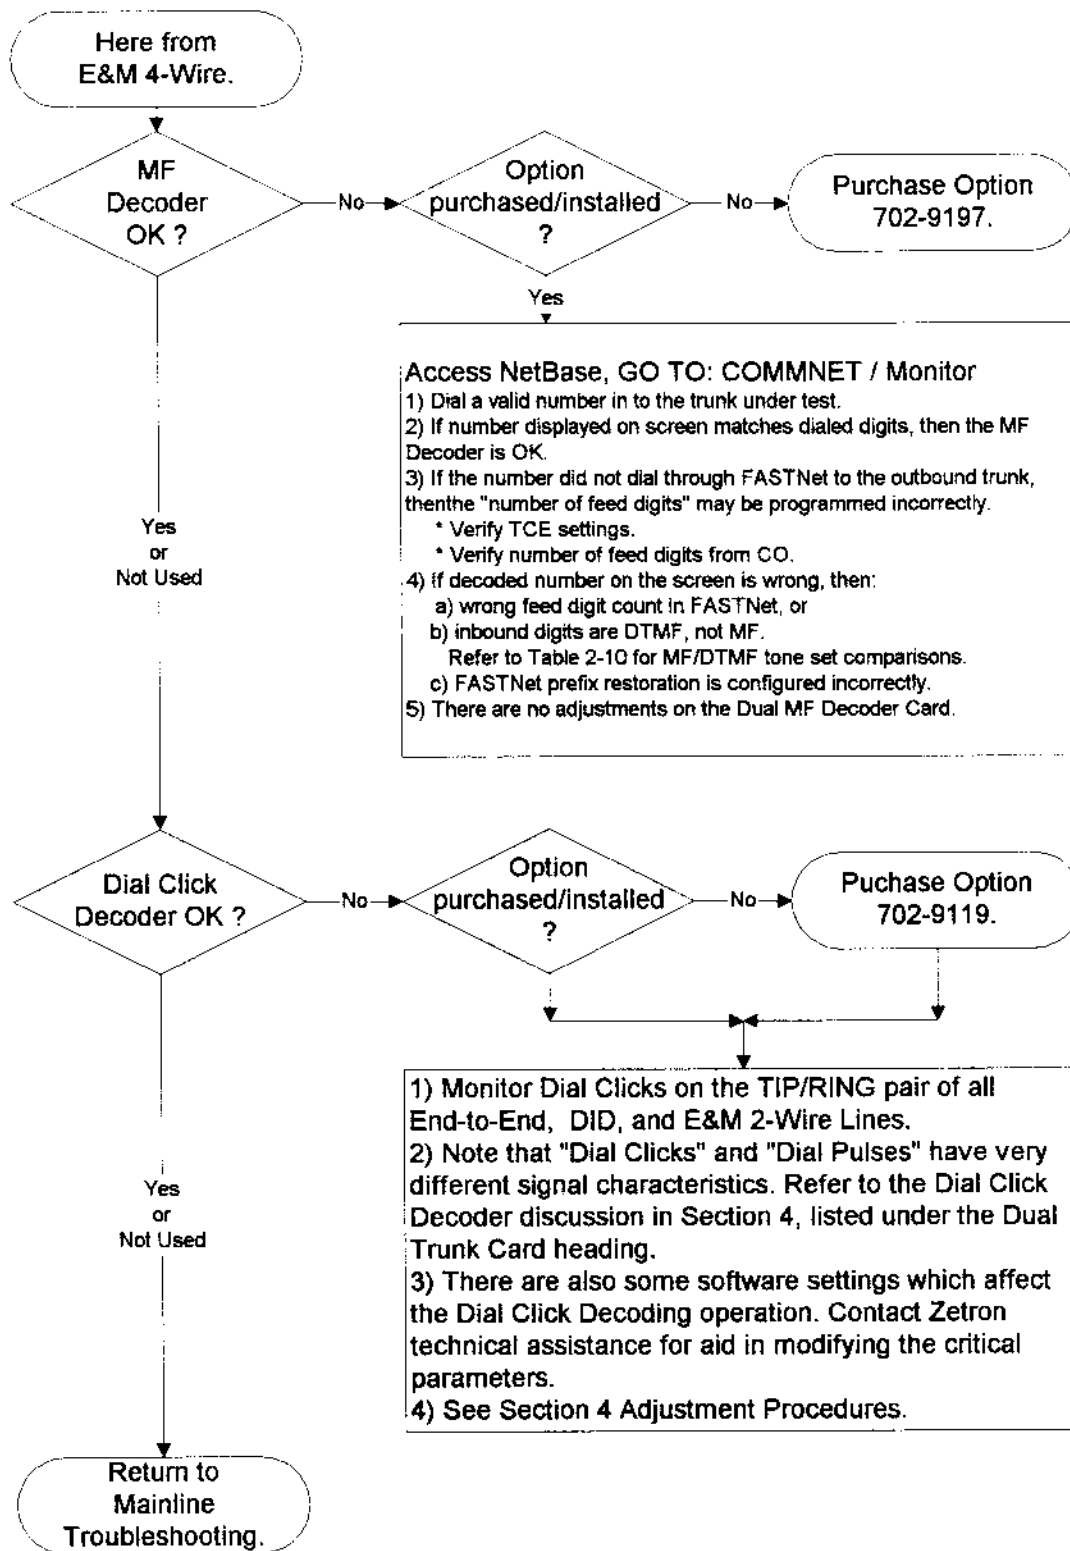 Here from
E&M 4-Wire.
MF
Decoder
OK ?
No
Option
purchased/installed
?
No
Purchase Option
702-9197.
Yes
Access NetBase, GO TO: COMMNET / Monitor
1) Dial a valid number in to the trunk under test.
2) If number displayed on screen matches dialed digits, then the MF
Decoder is OK.
3) If the number did not dial through FASTNet to the outbound trunk,
thenthe "number of feed digits" may be programmed incorrectly.
* Verify TCE settings.
* Verify number of feed digits from CO.
4) If decoded number on the screen is wrong, then:
a) wrong feed digit count in FASTNet, or
b) inbound digits are DTMF, not MF.
Refer to Table 2-10 for MF/DTMF tone set comparisons.
c) FASTNet prefix restoration is configured incorrectly.
5) There are no adjustments on the Dual MF Decoder Card.
Yes
or
Not Used
Dial Click
Decoder OK ?
No
Option
purchased/installed
?
No
Puchase Option
702-9119.
1) Monitor Dial Clicks on the TIP/RING pair of all
End-to-End, DID, and E&M 2-Wire Lines.
2) Note that "Dial Clicks" and "Dial Pulses" have very
different signal characteristics. Refer to the Dial Click
Decoder discussion in Section 4, listed under the Dual
Trunk Card heading.
3) There are also some software settings which affect
the Dial Click Decoding operation. Contact Zetron
technical assistance for aid in modifying the critical
parameters.
4) See Section 4 Adjustment Procedures.
Yes
or
Not Used
Return to
Mainline
Troubleshooting.